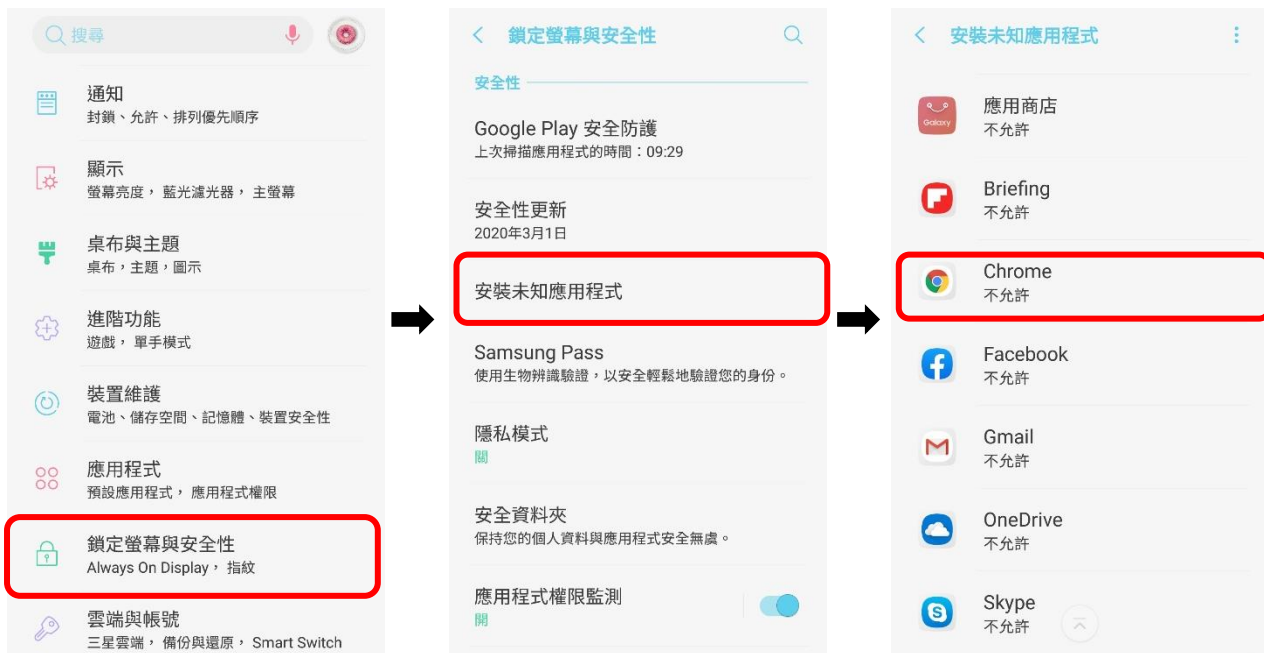 搜尋
通知
封鎖、允許、排列優先順序
顯示
螢幕亮度， 藍光濾光器， 主螢幕
桌布與主題
桌布，主題，圖示
進階功能
遊戲， 單手模式
裝置維護
電池、儲存空間、記憶體、裝置安全性
應用程式
預設應用程式， 應用程式權限
鎖定螢幕與安全性
Always On Display， 指紋
雲端與帳號
三星雲端， 備份與還原， Smart Switch
鎖定螢幕與安全性
安全性
Google Play 安全防護
上次掃描應用程式的時間：09:29
安全性更新
2020年3月1日
安裝未知應用程式
Samsung Pass
使用生物辨識驗證，以安全輕鬆地驗證您的身份。
隱私模式
關
安全資料夾
保持您的個人資料與應用程式安全無虞。
應用程式權限監測
開
安裝未知應用程式
Galaxy
應用商店
不允許
Briefing
不允許
Chrome
不允許
Facebook
不允許
Gmail
不允許
OneDrive
不允許
Skype
不允許